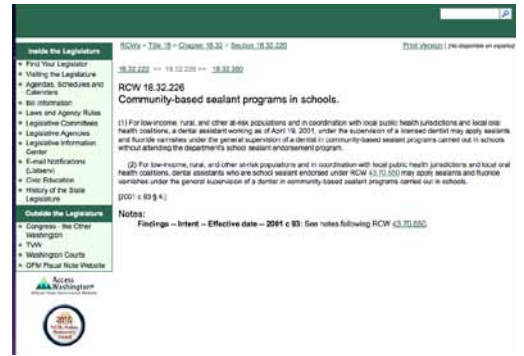 Inside the Legislature
Find Your Legislator
Visiting the Legislature
Agendas, Schedules and
Calendars
Bill Information
Laws and Agency Rules
Legislative Committees
Legislative Agencies
Legislative Information
Center
E-mail Notifications
(Listserv)
Civic Education
History of the State
Legislature
Outside the Legislature
Congress - the Other
Washington
TVW
Washington Courts
OFM Fiscal Note Website
Access
Washington
RCWs > Title 18 > Chapter 18.32 > Section 18.32.226
Print Version | [No disponible en español]
18.32.222 << 18.32.226 >> 18.32.300
RCW 18.32.226
Community-based sealant programs in schools.
(1) For low-income, rural, and other at-risk populations and in coordination with local public health jurisdictions and local oral
health coalitions, a dental assistant working as of April 19, 2001, under the supervision of a licensed dentist may apply sealants
and fluoride varnishes under the general supervision of a dentist in community-based sealant programs carried out in schools
without attending the department's school sealant endorsement program.
(2) For low-income, rural, and other at-risk populations and in coordination with local public health jurisdictions and local oral
health coalitions, dental assistants who are school sealant endorsed under RCW 43.70.650 may apply sealants and fluoride
varnishes under the general supervision of a dentist in community-based sealant programs carried out in schools.
[2001 c 93 § 4.]
Notes:
Findings -- Intent -- Effective date -- 2001 c 93: See notes following RCW 43.70.650.